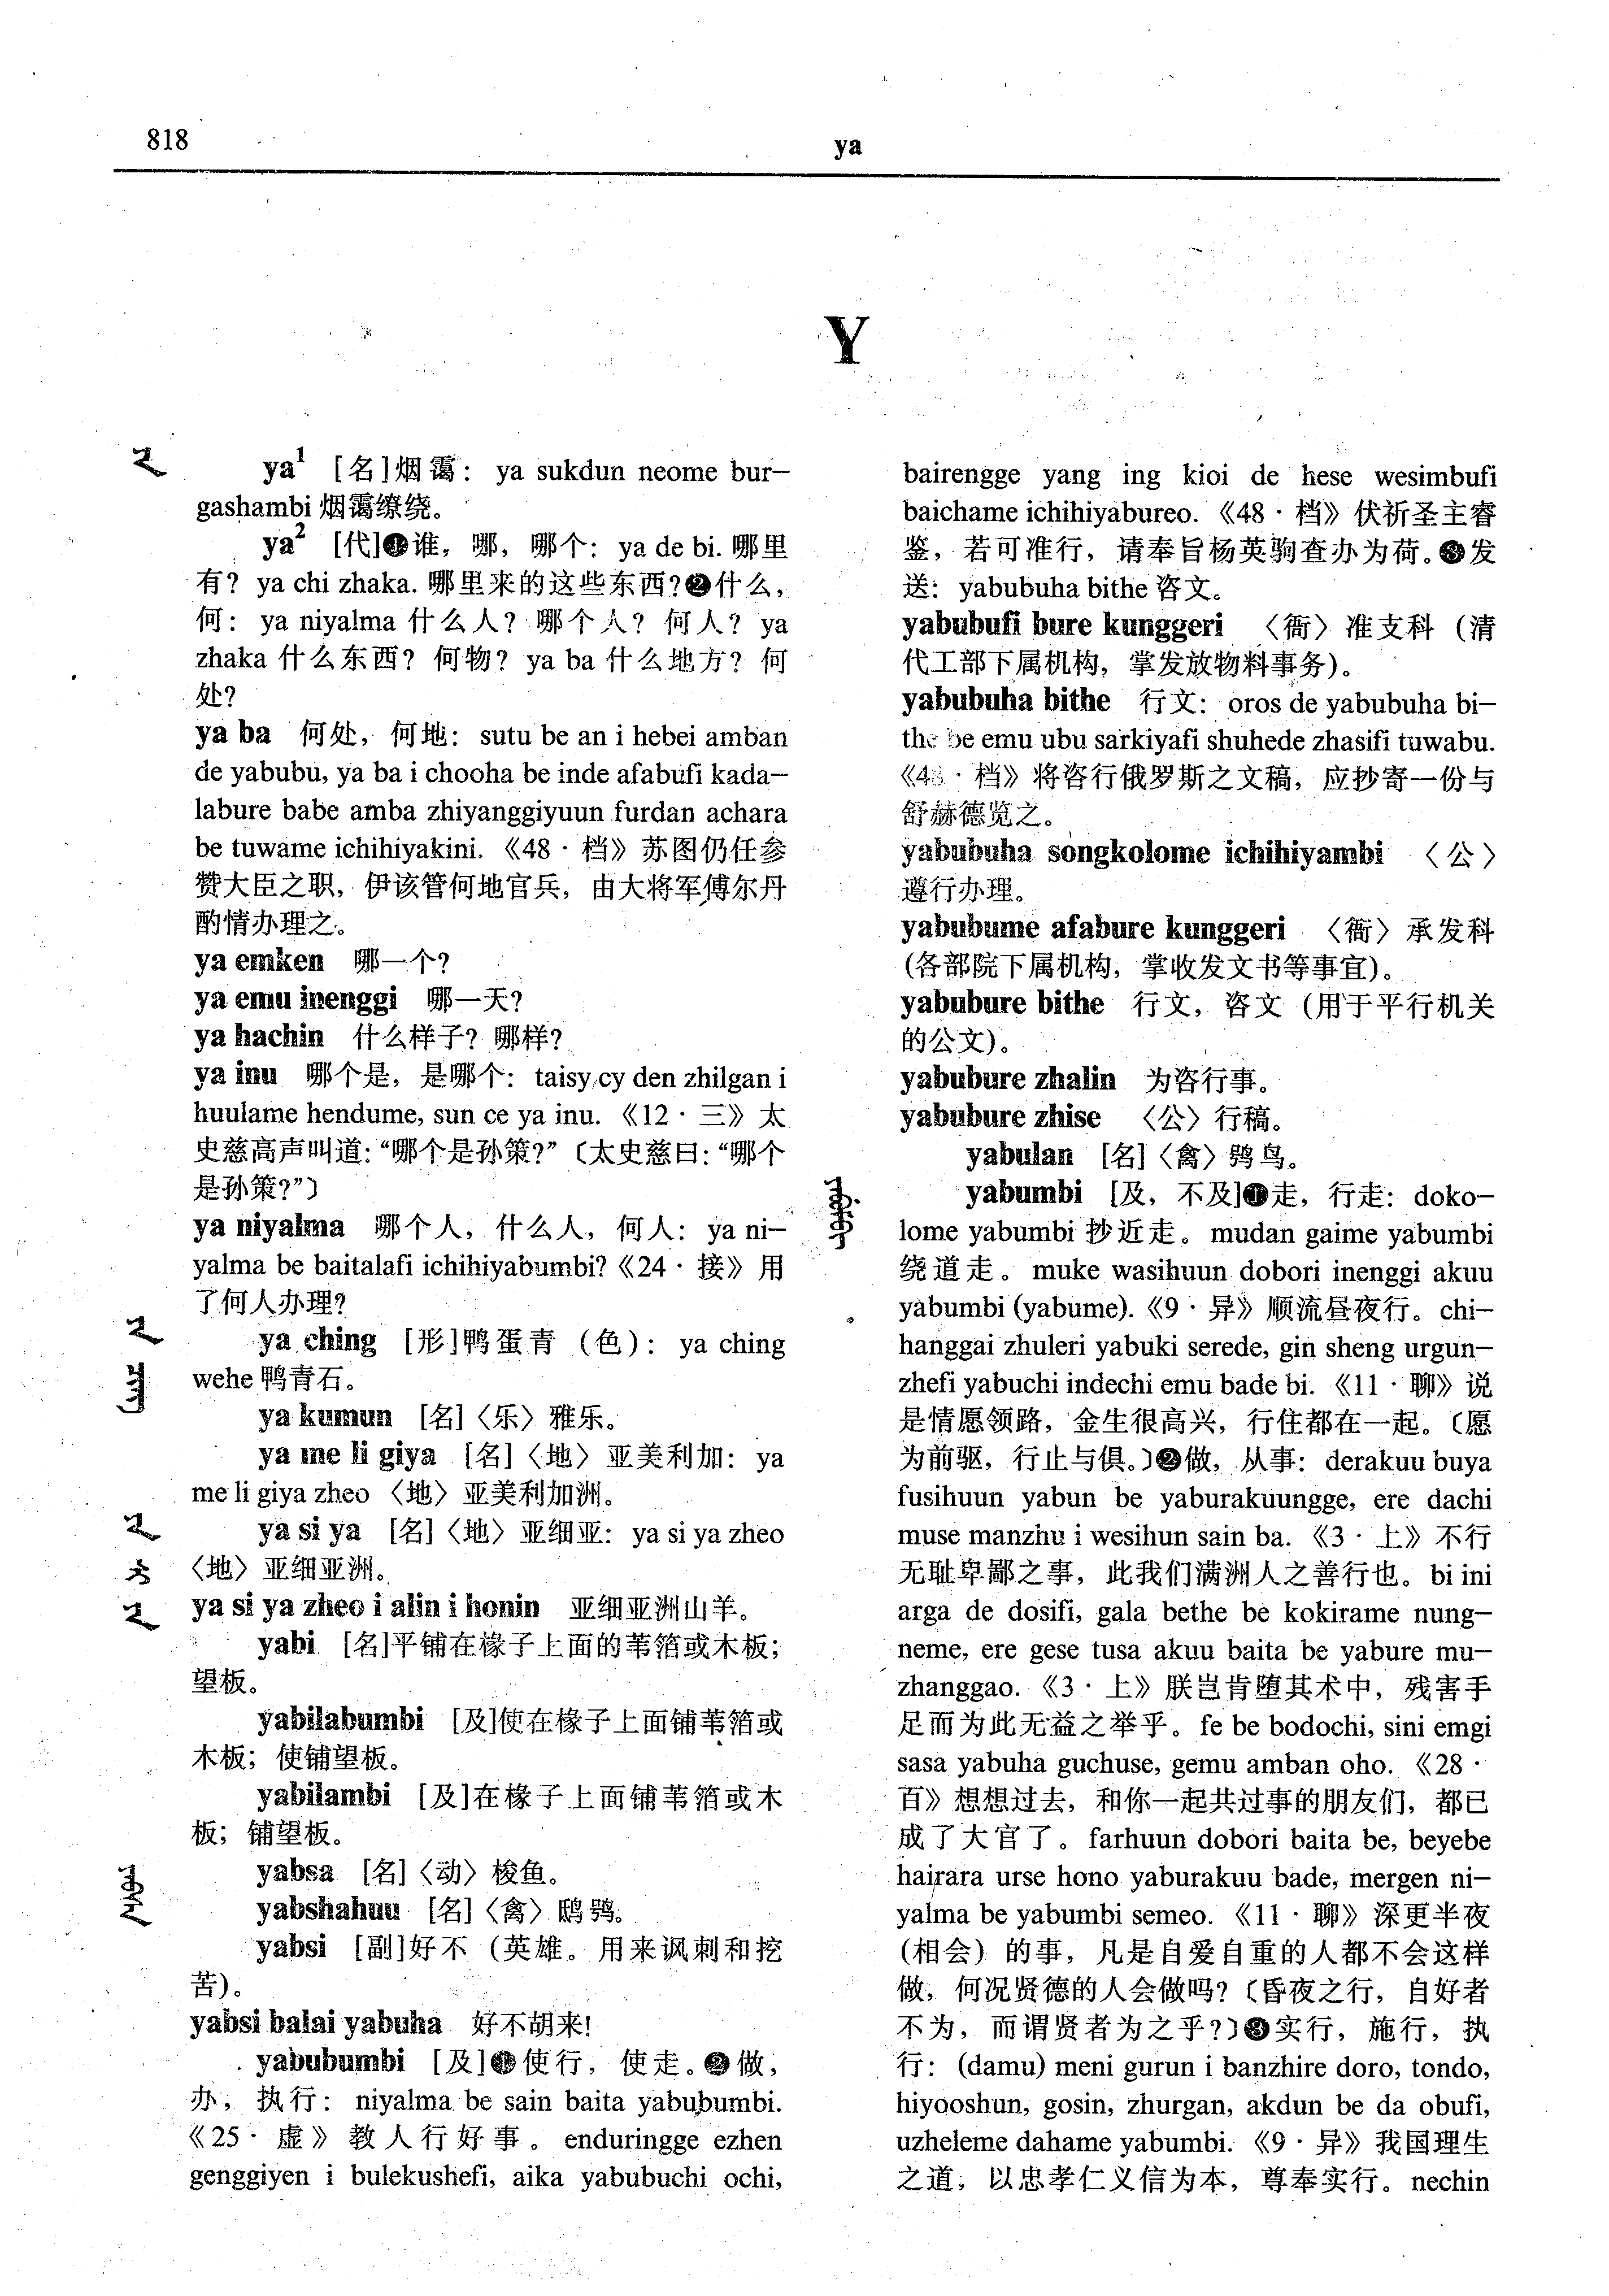 818
ya
Y
ya¹ [名]烟霭：ya sukdun neome bur-
gashambi 烟霭缭绕。
ya² [代]❶谁，哪，哪个：ya de bi. 哪里
有？ya chi zhaka. 哪里来的这些东西？❷什么，
何：ya niyalma 什么人？哪个人？何人？ya
zhaka 什么东西？何物？ya ba 什么地方？何
处？
ya ba 何处，何地：sutu be an i hebei amban
de yabubu, ya ba i chooha be inde afabufi kada-
labure babe amba zhiyanggiyuun furdan achara
be tuwame ichihiyakini.《48·档》苏图仍任参
赞大臣之职，伊该管何地官兵，由大将军傅尔丹
酌情办理之。
ya emken 哪一个？
ya emu inenggi 哪一天？
ya hachin 什么样子？哪样？
ya inu 哪个是，是哪个：taisy cy den zhilgan i
huulame hendume, sun ce ya inu.《12·三》太
史慈高声叫道：“哪个是孙策？”〔太史慈曰：“哪个
是孙策？”〕
ya niyalma 哪个人，什么人，何人：ya ni-
yalma be baitalafi ichihiyabumbi?《24·接》用
了何人办理？
ya ching [形]鸭蛋青（色）：ya ching
wehe 鸭青石。
ya kumun [名]〈乐〉雅乐。
ya me li giya [名]〈地〉亚美利加：ya
me li giya zheo〈地〉亚美利加洲。
ya si ya [名]〈地〉亚细亚：ya si ya zheo
〈地〉亚细亚洲。
ya si ya zheo i alin i honin 亚细亚洲山羊。
yabi [名]平铺在椽子上面的苇箔或木板；
望板。
yabilabumbi [及]使在椽子上面铺苇箔或
木板；使铺望板。
yabilambi [及]在椽子上面铺苇箔或木
板；铺望板。
yabsa [名]〈动〉梭鱼。
yabshahuu [名]〈禽〉鸱鸮。
yabsi [副]好不（英雄。用来讽刺和挖
苦）。
yabsi balai yabuha 好不胡来！
yabubumbi [及]❶使行，使走。❷做，
办，执行：niyalma be sain baita yabubumbi.
《25·虚》教人行好事。enduringge ezhen
genggiyen i bulekushefi, aika yabubuchi ochi,
bairengge yang ing kioi de hese wesimbufi
baichame ichihiyabureo.《48·档》伏祈圣主睿
鉴，若可准行，请奉旨杨英驹查办为荷。❸发
送：yabubuha bithe 咨文。
yabubufi bure kunggeri 〈衙〉准支科（清
代工部下属机构，掌发放物料事务）。
yabubuha bithe 行文：oros de yabubuha bi-
the be emu ubu sarkiyafi shuhede zhasifi tuwabu.
《48·档》将咨行俄罗斯之文稿，应抄寄一份与
舒赫德览之。
yabubuha songkolome ichihiyambi 〈公〉
遵行办理。
yabubume afabure kunggeri 〈衙〉承发科
（各部院下属机构，掌收发文书等事宜）。
yabubure bithe 行文，咨文（用于平行机关
的公文）。
yabubure zhalin 为咨行事。
yabubure zhise 〈公〉行稿。
yabulan [名]〈禽〉鸮鸟。
yabumbi [及，不及]❶走，行走：doko-
lome yabumbi 抄近走。mudan gaime yabumbi
绕道走。muke wasihuun dobori inenggi akuu
yabumbi (yabume).《9·异》顺流昼夜行。chi-
hanggai zhuleri yabuki serede, gin sheng urgun-
zhefi yabuchi indechi emu bade bi.《11·聊》说
是情愿领路，金生很高兴，行住都在一起。〔愿
为前驱，行止与俱。〕❷做，从事：derakuu buya
fusihuun yabun be yaburakuungge, ere dachi
muse manzhu i wesihun sain ba.《3·上》不行
无耻卑鄙之事，此我们满洲人之善行也。bi ini
arga de dosifi, gala bethe be kokirame nung-
neme, ere gese tusa akuu baita be yabure mu-
zhanggao.《3·上》朕岂肯堕其术中，残害手
足而为此无益之举乎。fe be bodochi, sini emgi
sasa yabuha guchuse, gemu amban oho.《28·
百》想想过去，和你一起共过事的朋友们，都已
成了大官了。farhuun dobori baita be, beyebe
hairara urse hono yaburakuu bade, mergen ni-
yalma be yabumbi semeo.《11·聊》深更半夜
（相会）的事，凡是自爱自重的人都不会这样
做，何况贤德的人会做吗？〔昏夜之行，自好者
不为，而谓贤者为之乎？〕❸实行，施行，执
行：(damu) meni gurun i banzhire doro, tondo,
hiyooshun, gosin, zhurgan, akdun be da obufi,
uzheleme dahame yabumbi.《9·异》我国理生
之道，以忠孝仁义信为本，尊奉实行。nechin